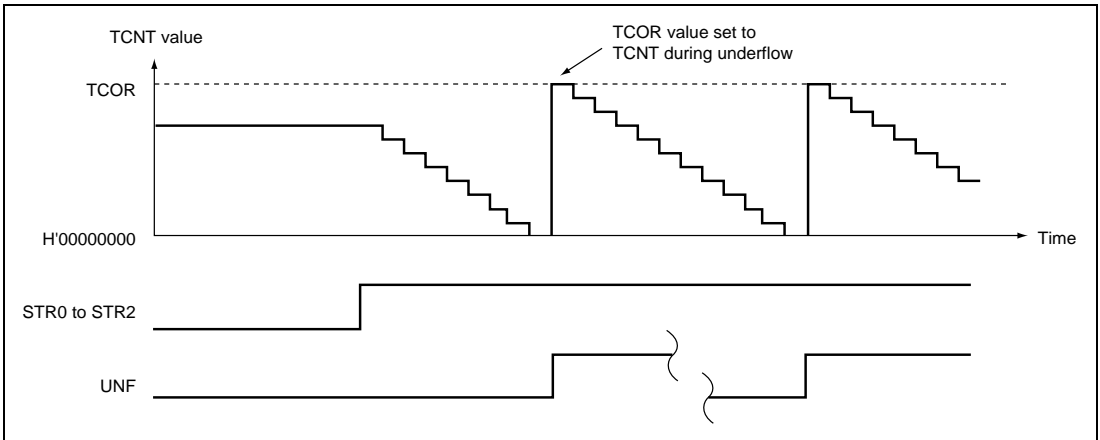 TCNT value
TCOR value set to
TCNT during underflow
TCOR
H'00000000
Time
STR0 to STR2
UNF